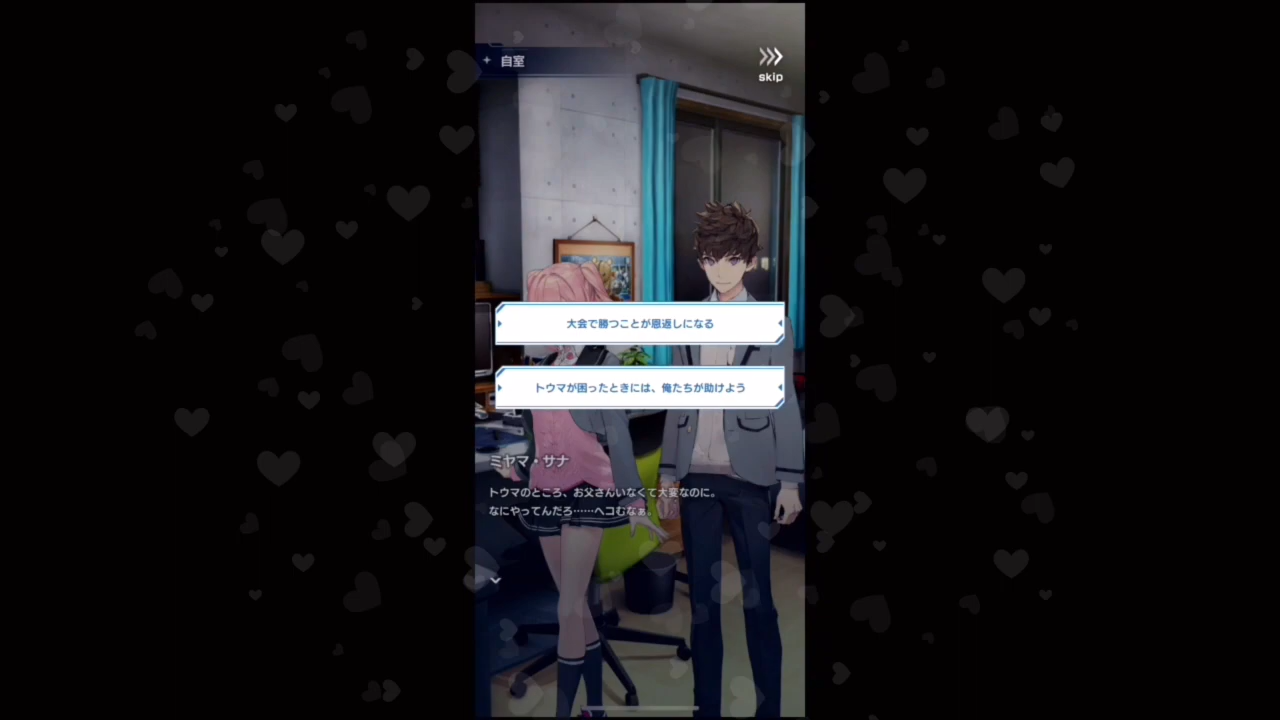 自室
skip
大会で勝つことが恩返しになる
トウマが困ったときには、俺たちが助けよう
ミヤマ・サナ
トウマのところ、お父さんいなくて大変なのに。
なにやってんだろ……ヘコむなぁ。